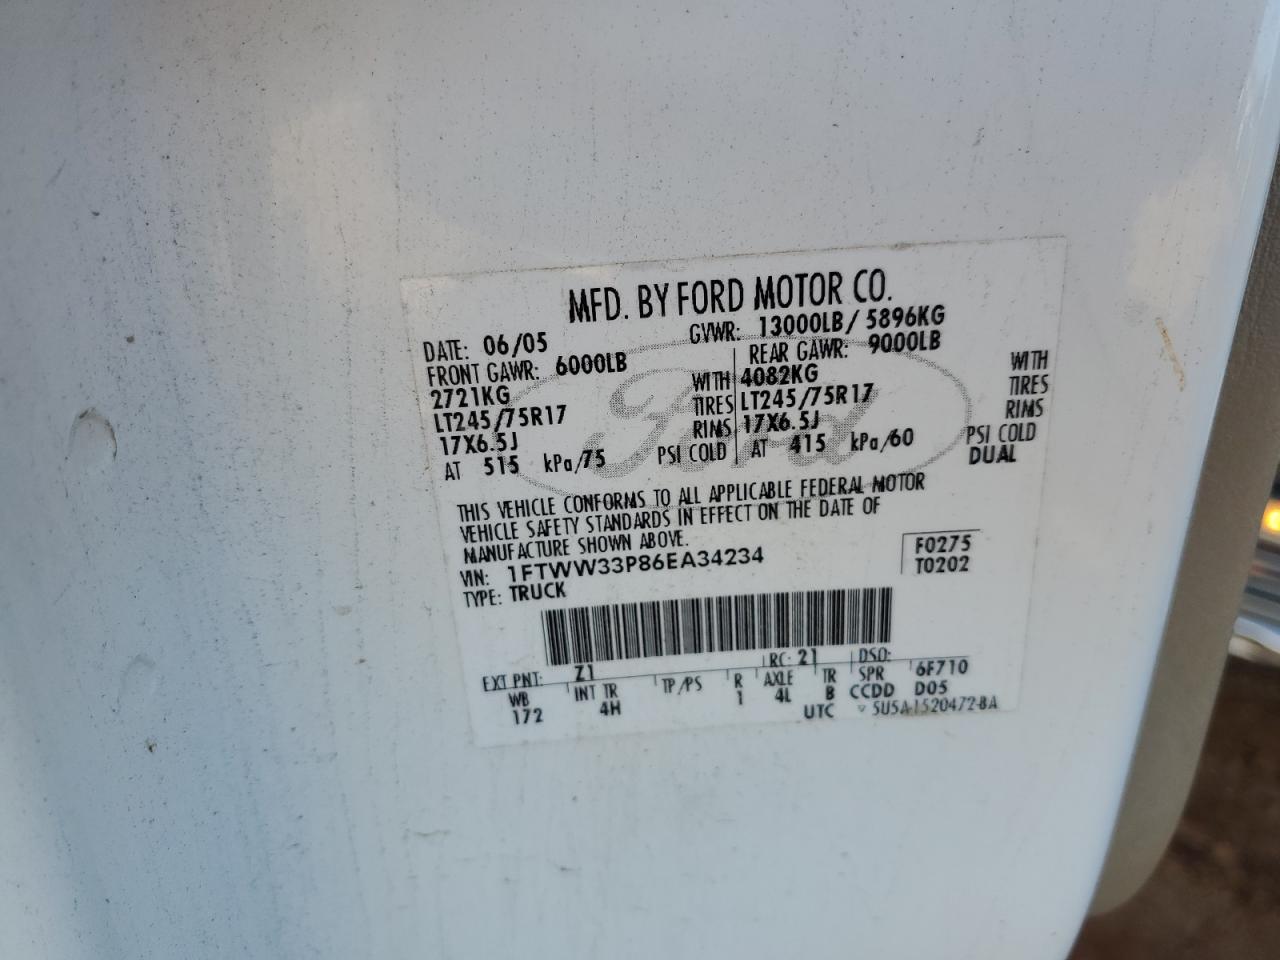 MFD. BY FORD MOTOR CO.
DATE: 06/05 GVWR: 13000LB/ 5896KG
FRONT GAWR: 6000LB REAR GAWR: 9000LB
2721KG WITH 4082KG WITH
LT245/75R17 TIRES LT245/75R17 TIRES
17X6.5J RIMS 17X6.5J RIMS
AT 515 kPa/75 PSI COLD AT 415 kPa/60 PSI COLD
DUAL
Ford
THIS VEHICLE CONFORMS TO ALL APPLICABLE FEDERAL MOTOR
VEHICLE SAFETY STANDARDS IN EFFECT ON THE DATE OF
MANUFACTURE SHOWN ABOVE.
VIN: 1FTWW33P86EA34234 F0275
TYPE: TRUCK T0202
EXT PNT: Z1 RC: 21 DSO:
WB INT TR TP/PS R AXLE TR SPR 6F710
172 4H 1 4L B CCDD D05
UTC ▽ 5U5A-1520472-BA